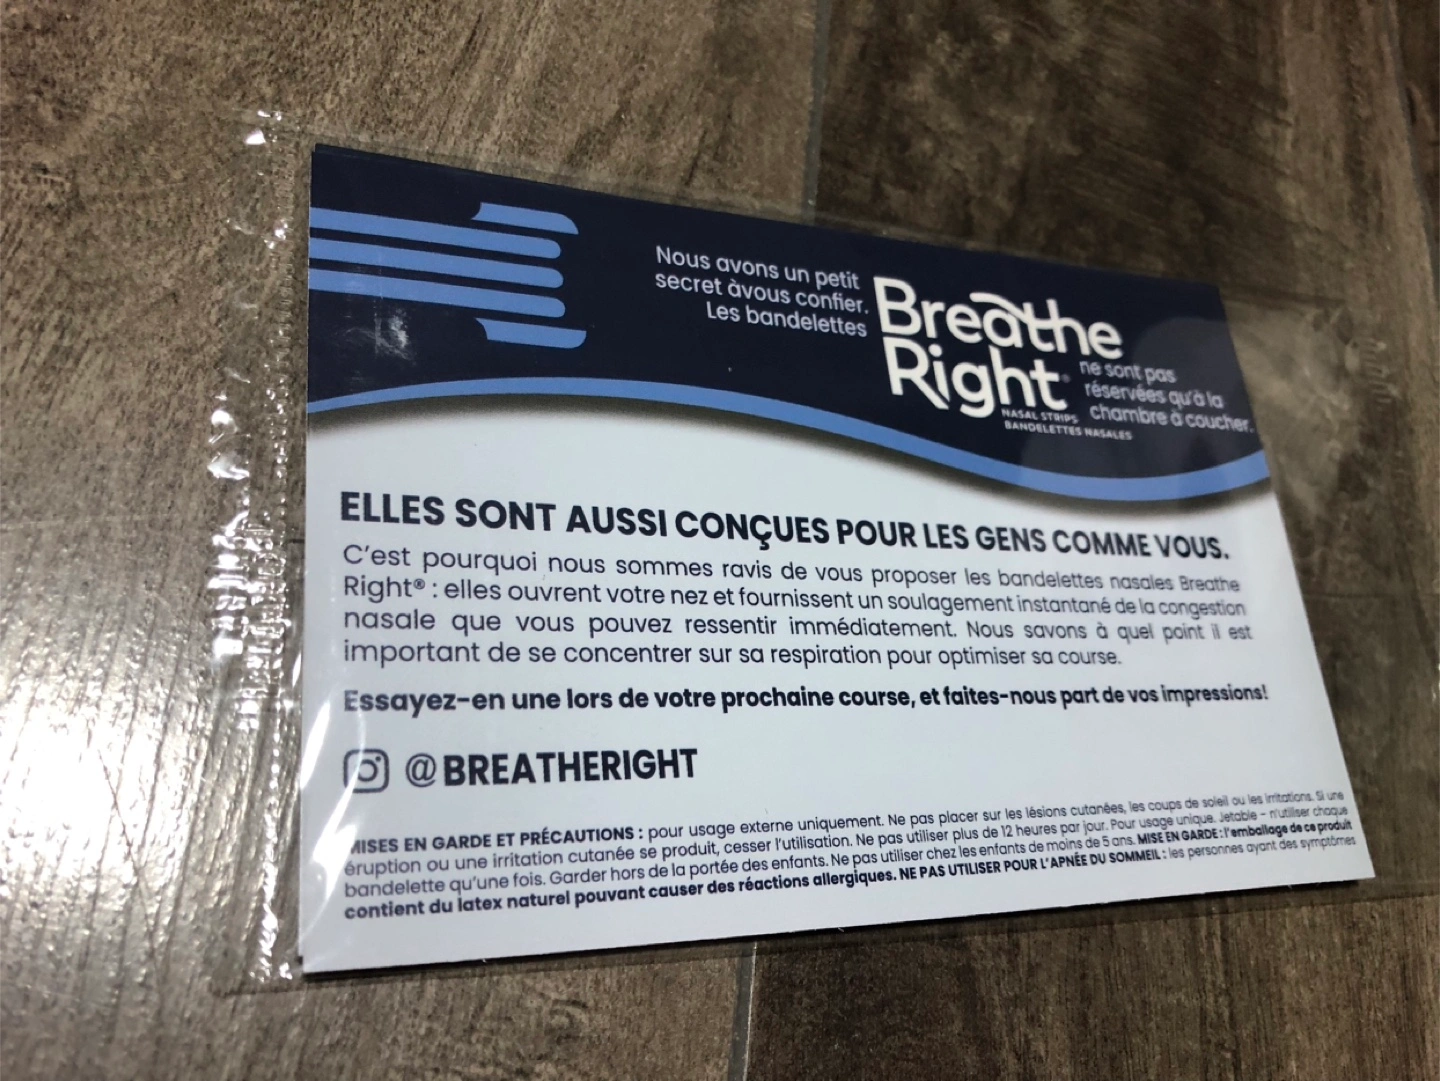 Nous avons un petit
secret àvous confier.
Les bandelettes
Breathe
Right®
NASAL STRIPS
BANDELETTES NASALES
ne sont pas
réservées qu'à la
chambre à coucher.
ELLES SONT AUSSI CONÇUES POUR LES GENS COMME VOUS.
C'est pourquoi nous sommes ravis de vous proposer les bandelettes nasales Breathe
Right® : elles ouvrent votre nez et fournissent un soulagement instantané de la congestion
nasale que vous pouvez ressentir immédiatement. Nous savons à quel point il est
important de se concentrer sur sa respiration pour optimiser sa course.
Essayez-en une lors de votre prochaine course, et faites-nous part de vos impressions!
@BREATHERIGHT
MISES EN GARDE ET PRÉCAUTIONS : pour usage externe uniquement. Ne pas placer sur les lésions cutanées, les coups de soleil ou les irritations. Si une
éruption ou une irritation cutanée se produit, cesser l'utilisation. Ne pas utiliser plus de 12 heures par jour. Pour usage unique. Jetable - n'utiliser chaque
bandelette qu'une fois. Garder hors de la portée des enfants. Ne pas utiliser chez les enfants de moins de 5 ans. MISE EN GARDE : l'emballage de ce produit
contient du latex naturel pouvant causer des réactions allergiques. NE PAS UTILISER POUR L'APNÉE DU SOMMEIL : les personnes ayant des symptômes